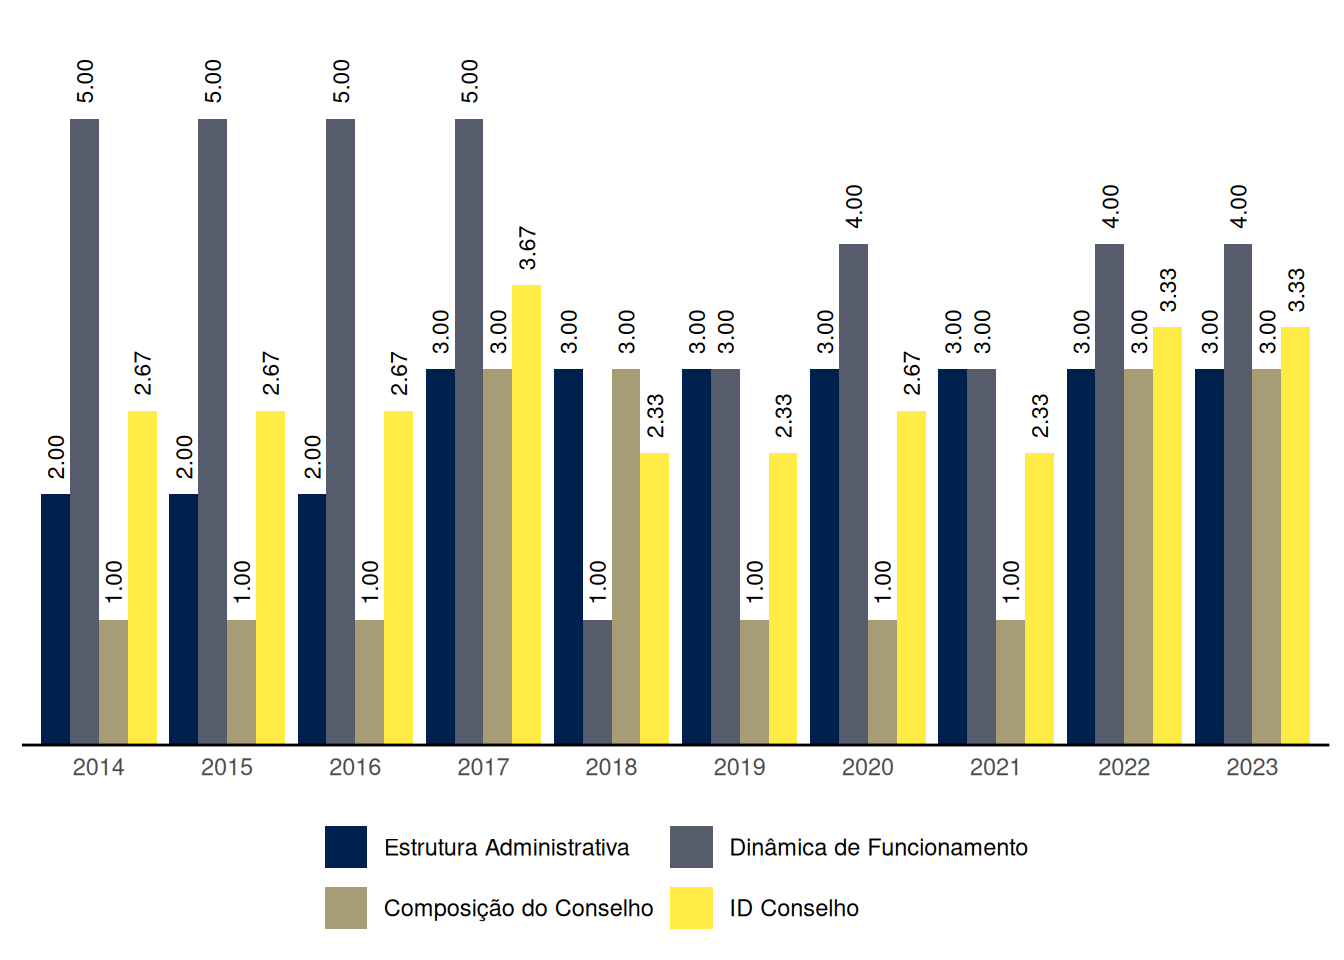 5.00 5.00 5.00 5.00
4.00 4.00 4.00
3.67
3.33 3.33
3.00 3.00 3.00 3.00 3.00 3.00 3.00 3.00 3.00 3.00 3.00 3.00 3.00
2.67 2.67 2.67 2.67
2.33 2.33 2.33
2.00 2.00 2.00
1.00 1.00 1.00 1.00 1.00 1.00 1.00
2014 2015 2016 2017 2018 2019 2020 2021 2022 2023
Estrutura Administrativa Dinâmica de Funcionamento
Composição do Conselho ID Conselho